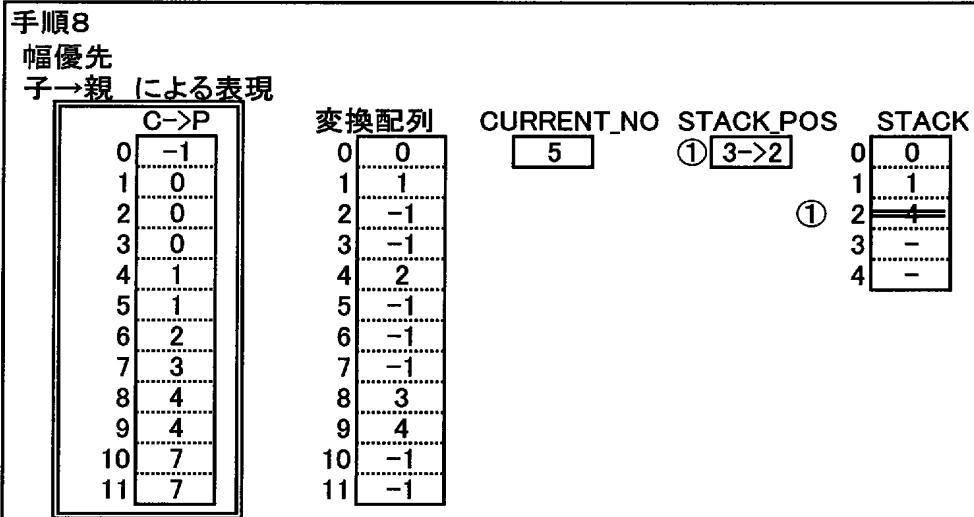 手順8
幅優先
子→親 による表現
C->P 変換配列 CURRENT_NO STACK_POS STACK
0 -1 0 0 5 ① 3->2 0 0
1 0 1 1 1 1
2 0 2 -1 ① 2 4
3 0 3 -1 3 -
4 1 4 2 4 -
5 1 5 -1
6 2 6 -1
7 3 7 -1
8 4 8 3
9 4 9 4
10 7 10 -1
11 7 11 -1